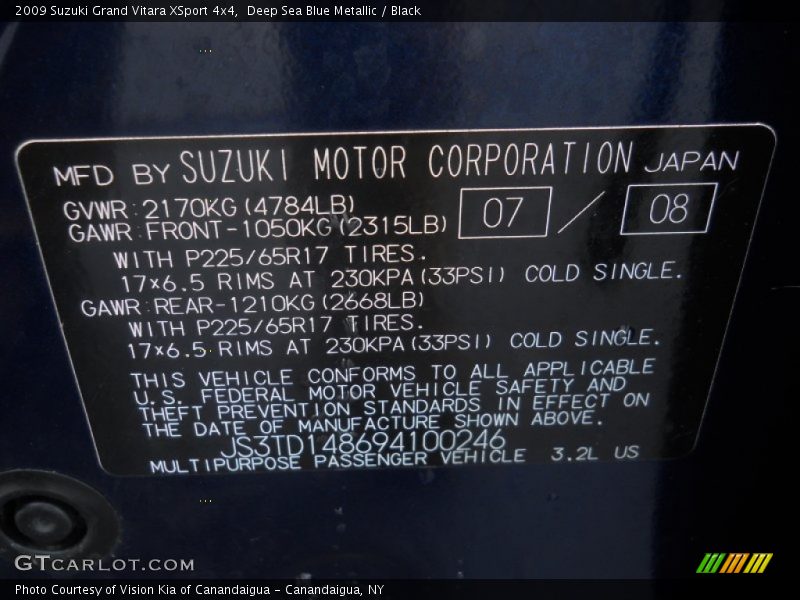 2009 Suzuki Grand Vitara XSport 4x4,  Deep Sea Blue Metallic / Black
MFD BY SUZUKI MOTOR CORPORATION JAPAN
GVWR:2170KG(4784LB)
07 / 08
GAWR:FRONT-1050KG(2315LB)
WITH P225/65R17 TIRES.
17×6.5 RIMS AT 230KPA(33PSI) COLD SINGLE.
GAWR:REAR-1210KG(2668LB)
WITH P225/65R17 TIRES.
17×6.5 RIMS AT 230KPA(33PSI) COLD SINGLE.
THIS VEHICLE CONFORMS TO ALL APPLICABLE
U.S. FEDERAL MOTOR VEHICLE SAFETY AND
THEFT PREVENTION STANDARDS IN EFFECT ON
THE DATE OF MANUFACTURE SHOWN ABOVE.
JS3TD148694100246
MULTIPURPOSE PASSENGER VEHICLE 3.2L US
GTCARLOT.COM
Photo Courtesy of Vision Kia of Canandaigua - Canandaigua, NY